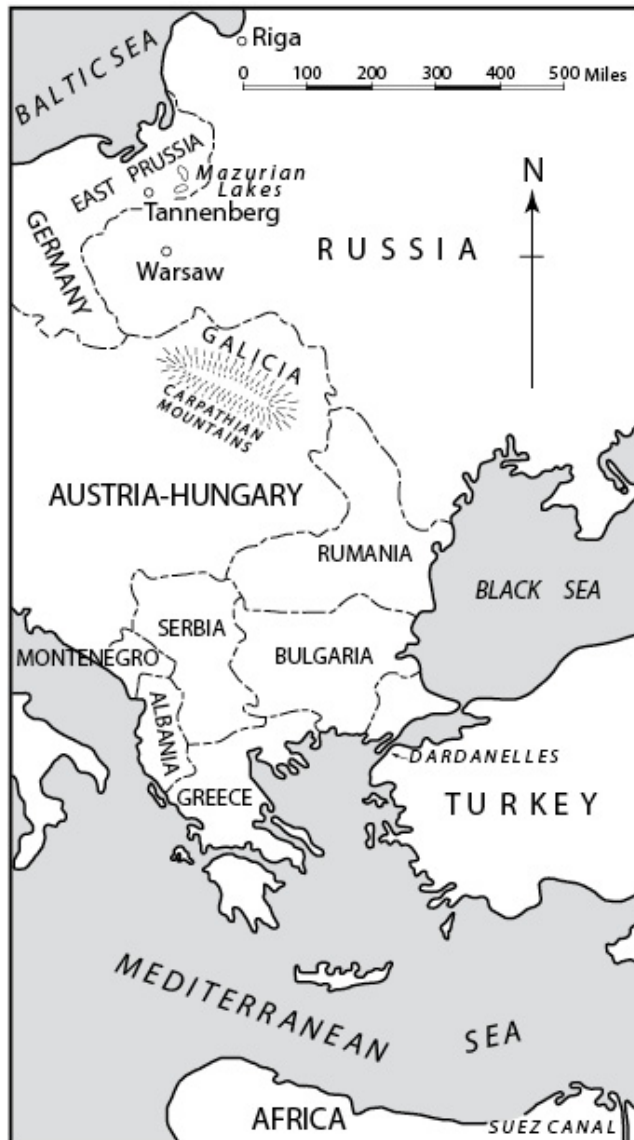 Riga
BALTIC SEA
0 100 200 300 400 500 Miles
N
EAST PRUSSIA
Mazurian
Lakes
Tannenberg
GERMANY
RUSSIA
Warsaw
GALICIA
CARPATHIAN
MOUNTAINS
AUSTRIA-HUNGARY
RUMANIA
BLACK SEA
SERBIA
MONTENEGRO
BULGARIA
ALBANIA
DARDANELLES
GREECE
TURKEY
MEDITERRANEAN SEA
AFRICA
SUEZ CANAL